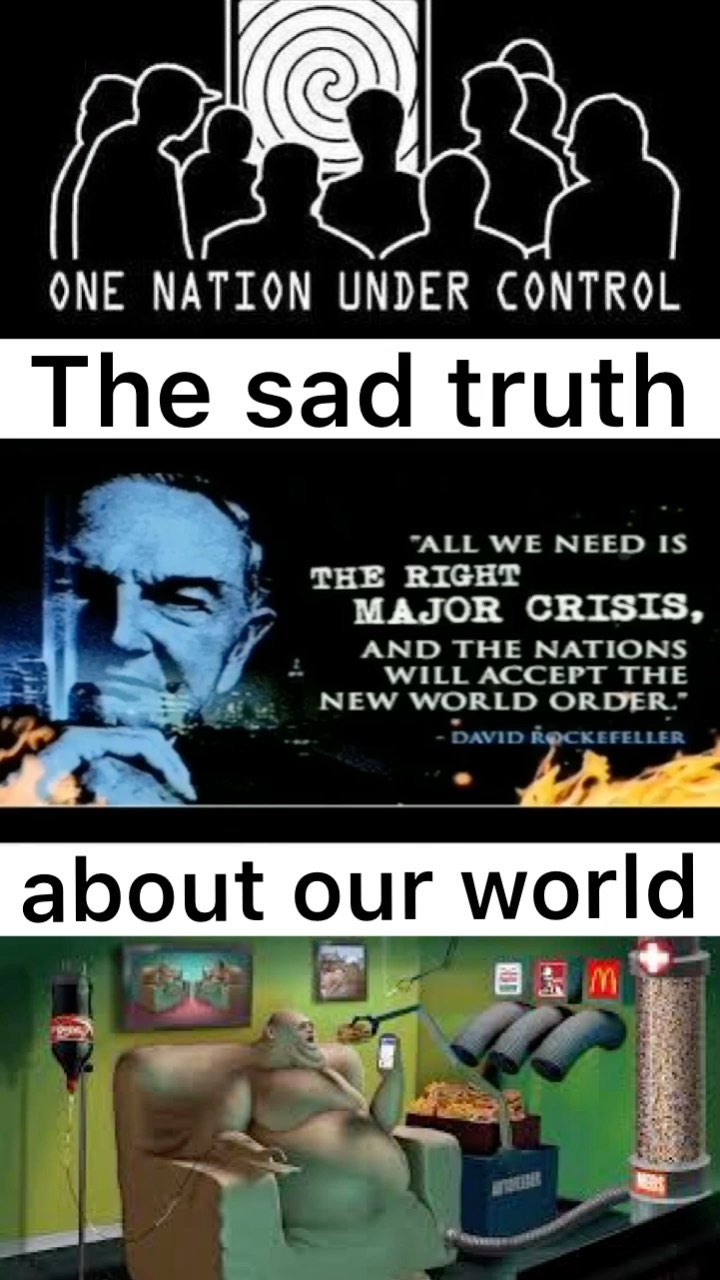 ONE NATION UNDER CONTROL
The sad truth
"ALL WE NEED IS
THE RIGHT
MAJOR CRISIS,
AND THE NATIONS
WILL ACCEPT THE
NEW WORLD ORDER."
- DAVID ROCKEFELLER
about our world
MEDS